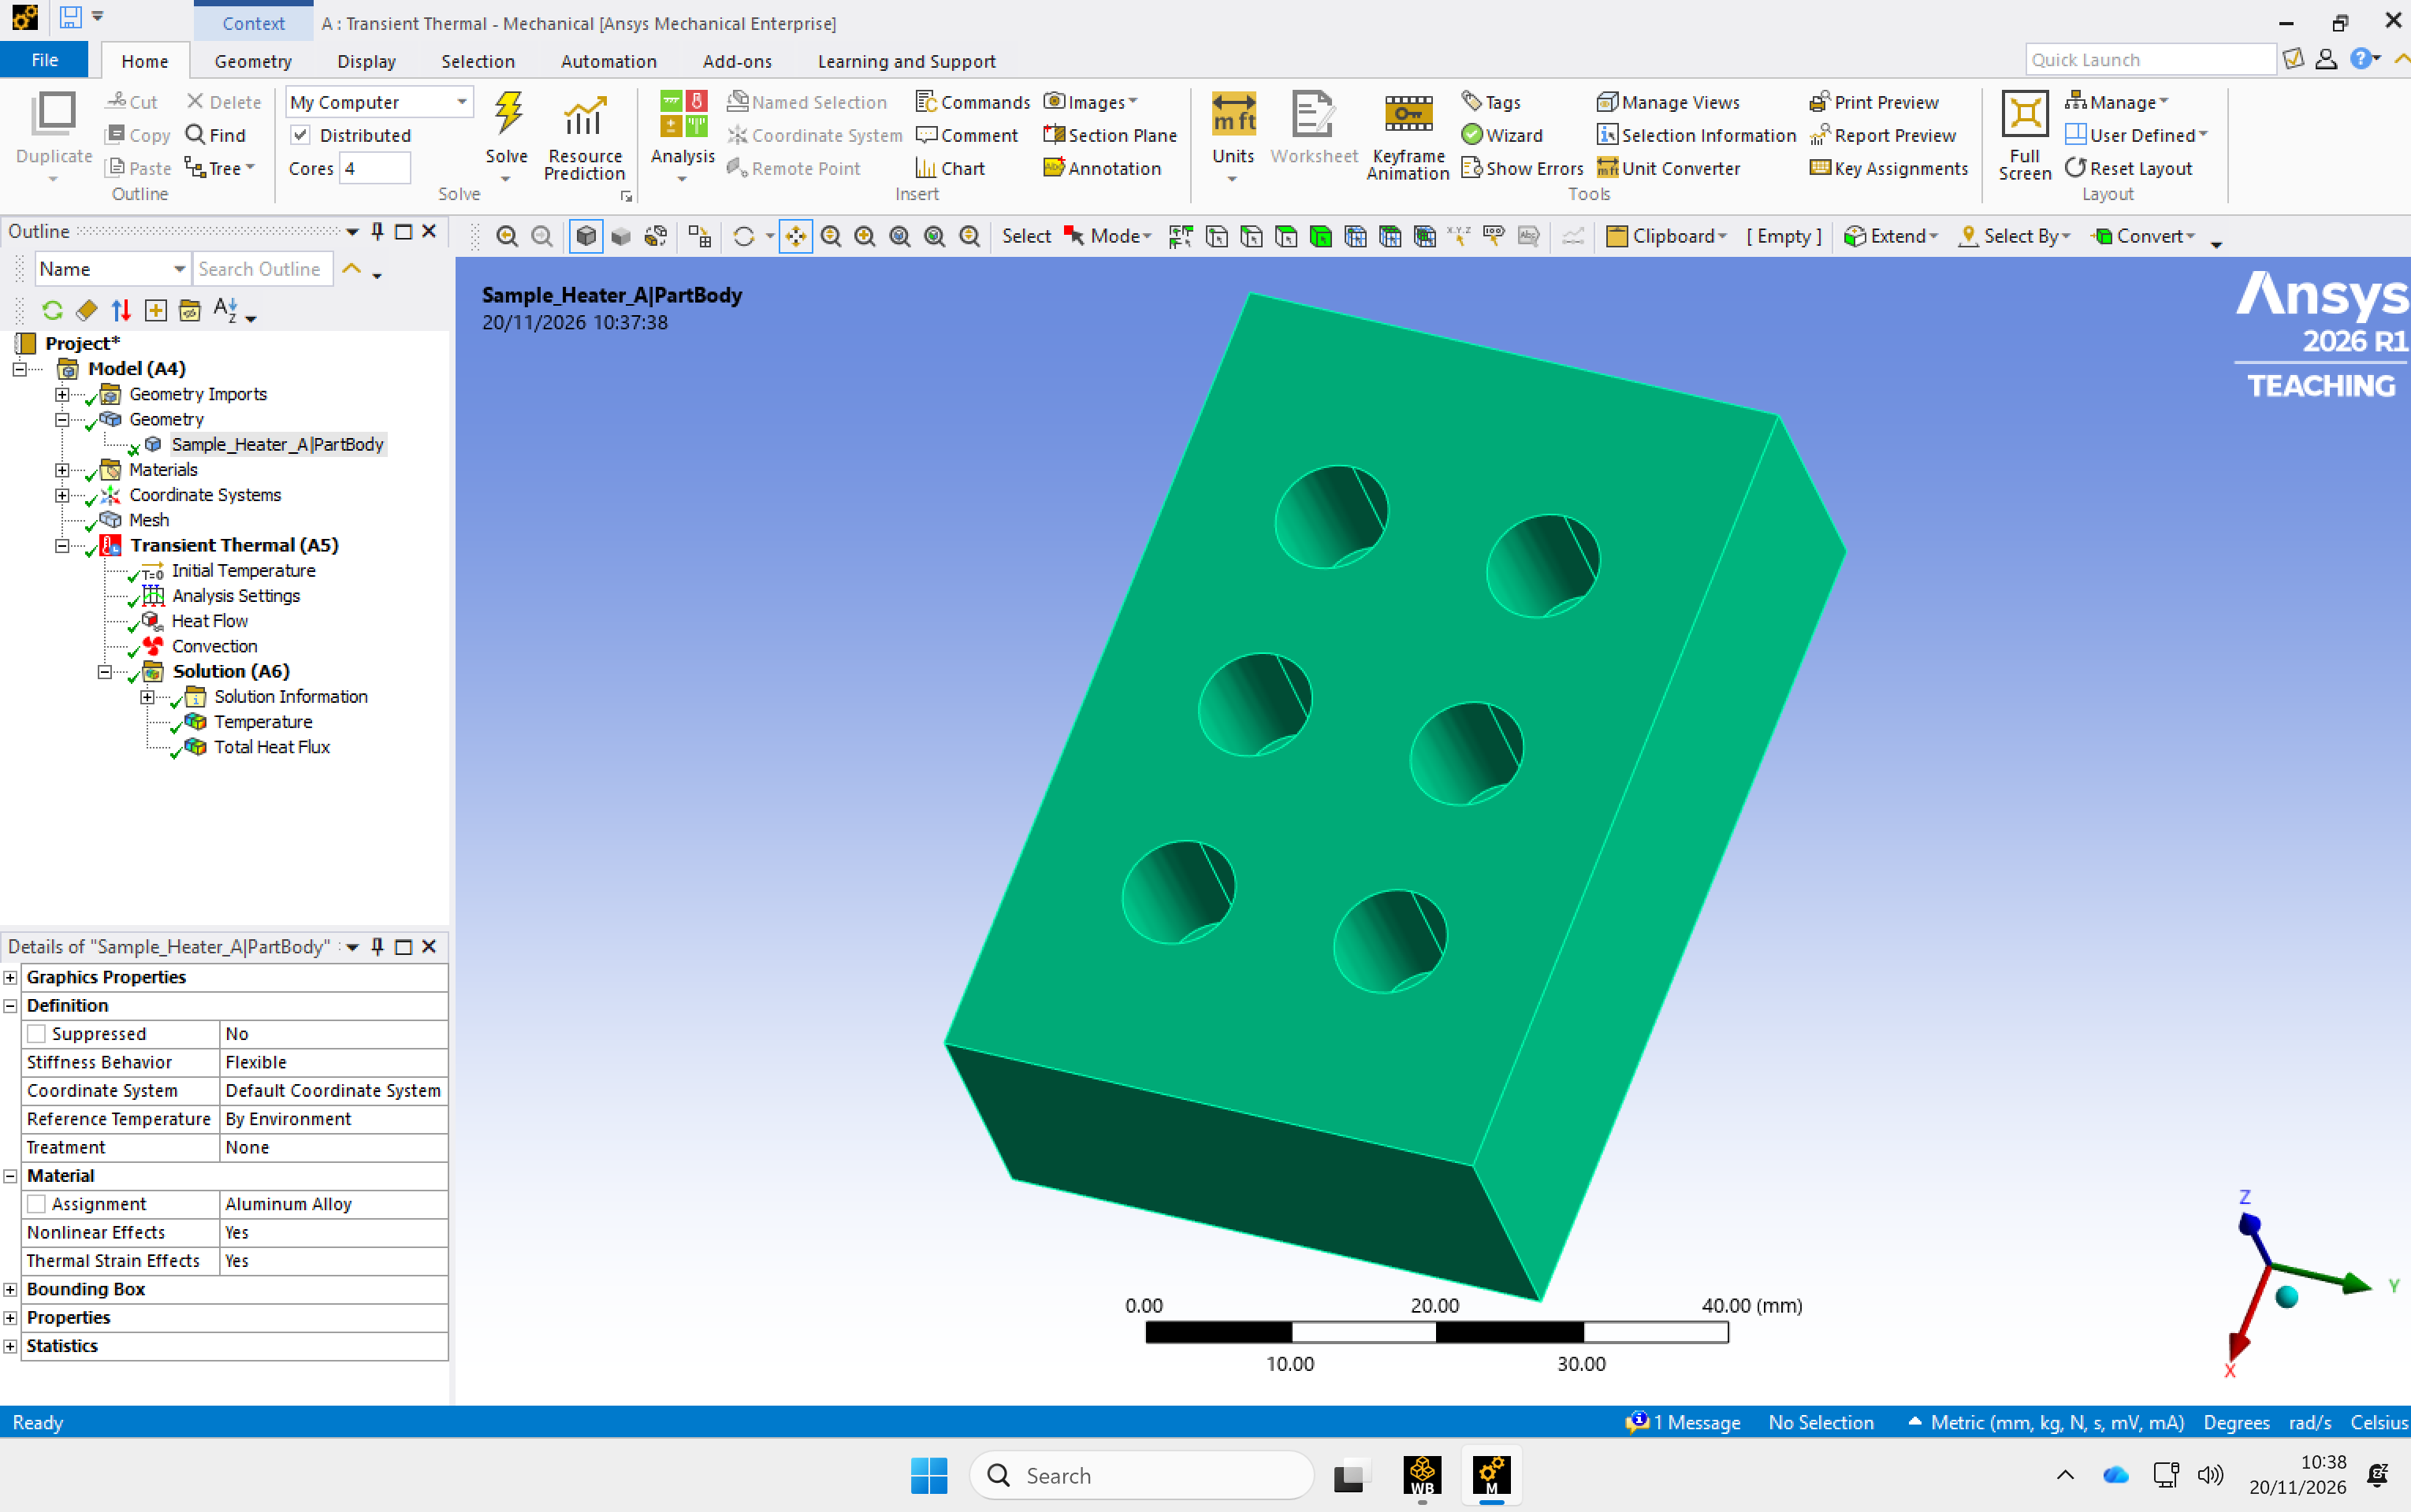 Context
A : Transient Thermal - Mechanical [Ansys Mechanical Enterprise]
File
Home
Geometry
Display
Selection
Automation
Add-ons
Learning and Support
Quick Launch
Duplicate
Cut
Copy
Paste
Delete
Find
Tree
Outline
My Computer
Distributed
Cores
4
Solve
Resource
Prediction
Solve
Analysis
Named Selection
Coordinate System
Remote Point
Commands
Comment
Chart
Images
Section Plane
Annotation
Insert
Units
Worksheet
Keyframe
Animation
Tags
Wizard
Show Errors
Manage Views
Selection Information
Unit Converter
Print Preview
Report Preview
Key Assignments
Tools
Full
Screen
Manage
User Defined
Reset Layout
Layout
Outline
Name
Search Outline
Select
Mode
Clipboard
[ Empty ]
Extend
Select By
Convert
Project*
Model (A4)
Geometry Imports
Geometry
Sample_Heater_A|PartBody
Materials
Coordinate Systems
Mesh
Transient Thermal (A5)
Initial Temperature
Analysis Settings
Heat Flow
Convection
Solution (A6)
Solution Information
Temperature
Total Heat Flux
Details of "Sample_Heater_A|PartBody"
Graphics Properties
Definition
Suppressed No
Stiffness Behavior Flexible
Coordinate System Default Coordinate System
Reference Temperature By Environment
Treatment None
Material
Assignment Aluminum Alloy
Nonlinear Effects Yes
Thermal Strain Effects Yes
Bounding Box
Properties
Statistics
Sample_Heater_A|PartBody
20/11/2026 10:37:38
Ansys
2026 R1
TEACHING
0.00 20.00 40.00 (mm)
10.00 30.00
Z
Y
X
Ready
1 Message
No Selection
Metric (mm, kg, N, s, mV, mA)
Degrees
rad/s
Celsius
Search
WB
M
10:38
20/11/2026